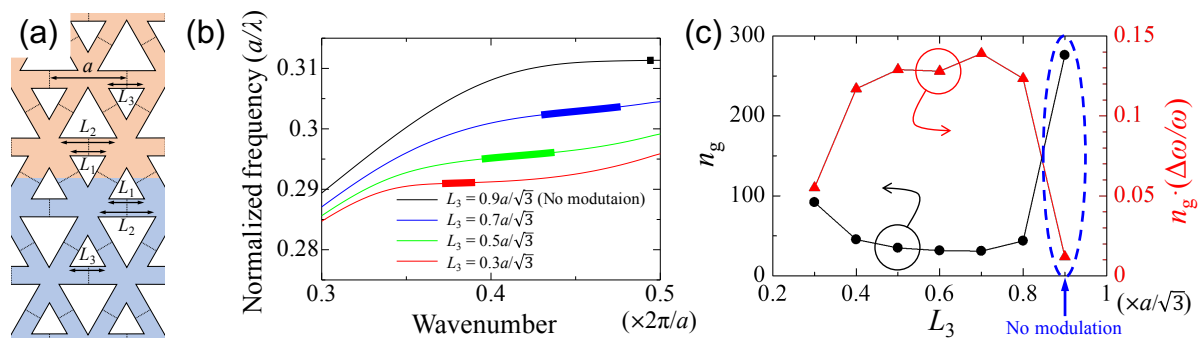 (a)
a
L₃
L₂
L₁
L₁
L₂
L₃
(b)
Normalized frequency (a/λ)
0.31
0.3
0.29
0.28
L₃ = 0.9a/√3 (No modutaion)
L₃ = 0.7a/√3
L₃ = 0.5a/√3
L₃ = 0.3a/√3
0.3
0.4
0.5
Wavenumber
(×2π/a)
(c)
n_g
300
200
100
0
0.15
0.1
0.05
0
n_g·(Δω/ω)
0.2
0.4
0.6
0.8
1
(×a/√3)
L₃
No modulation